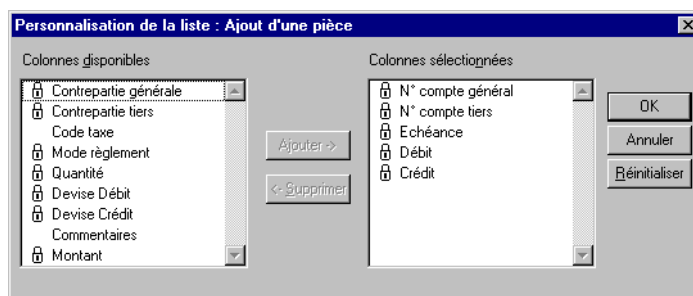 Personnalisation de la liste : Ajout d'une pièce
Colonnes disponibles
Contrepartie générale
Contrepartie tiers
Code taxe
Mode règlement
Quantité
Devise Débit
Devise Crédit
Commentaires
Montant
Ajouter ->
<- Supprimer
Colonnes sélectionnées
N° compte général
N° compte tiers
Echéance
Débit
Crédit
OK
Annuler
Réinitialiser